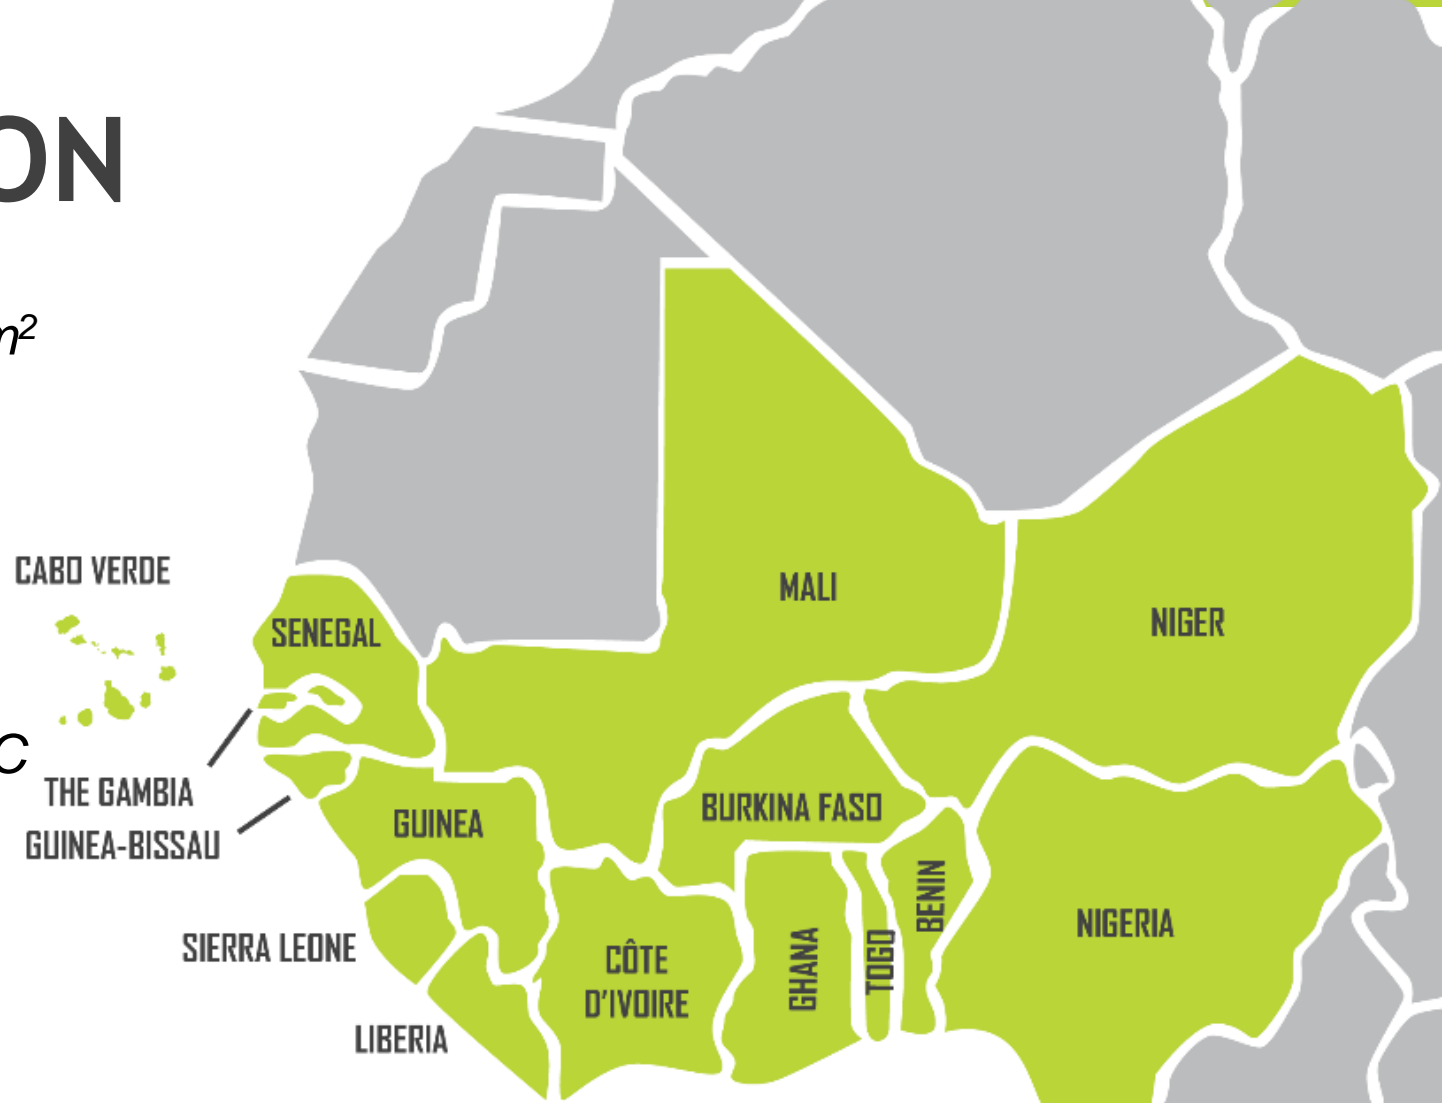 ON
m²
CABO VERDE
MALI
NIGER
SENEGAL
C
THE GAMBIA
BURKINA FASO
GUINEA
GUINEA-BISSAU
BENIN
NIGERIA
SIERRA LEONE
CÔTE
D'IVOIRE
GHANA
TOGO
LIBERIA